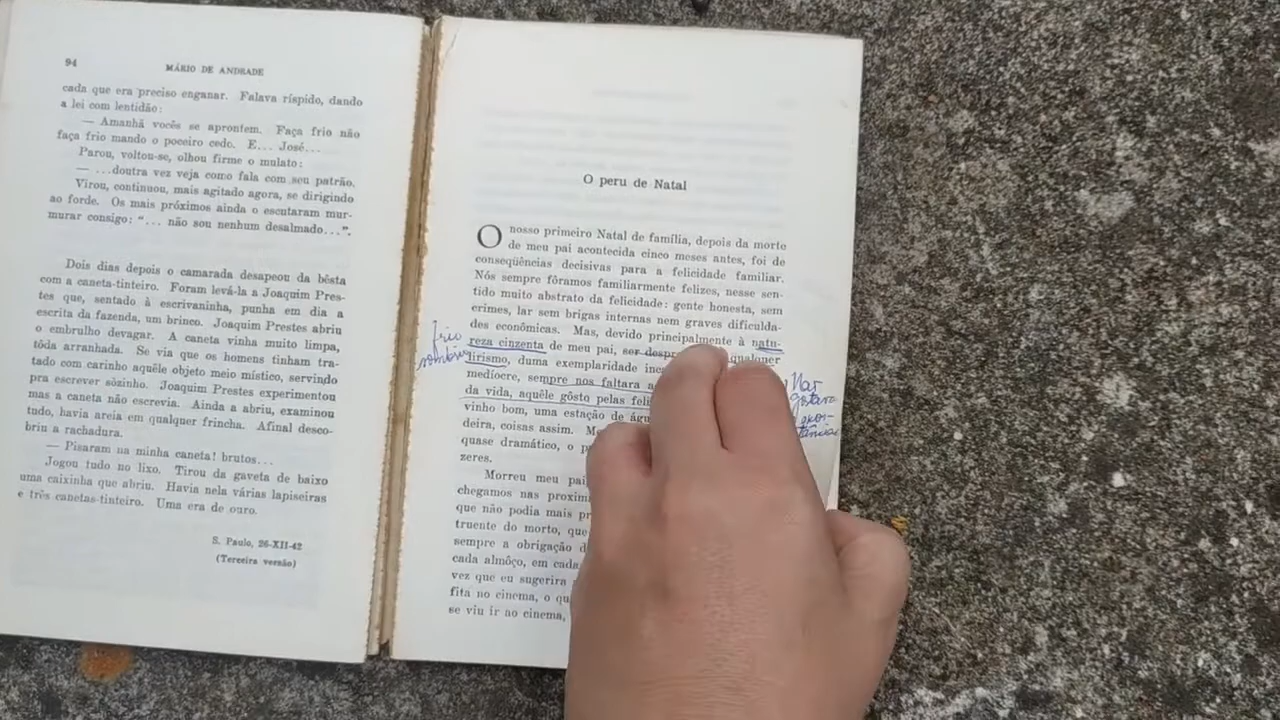 94
MÁRIO DE ANDRADE
cada que era preciso enganar. Falava ríspido, dando
a lei com lentidão:
— Amanhã vocês se aprontem. Faça frio não
faça frio mando o poceiro cedo. E... José...
Parou, voltou-se, olhou firme o mulato:
— ...doutra vez veja como fala com seu patrão.
Virou, continuou, mais agitado agora, se dirigindo
ao forde. Os mais próximos ainda o escutaram mur-
murar consigo: "... não sou nenhum desalmado...".
Dois dias depois o camarada desapeou da bêsta
com a caneta-tinteiro. Foram levá-la a Joaquim Pres-
tes que, sentado à escrivaninha, punha em dia a
escrita da fazenda, um brinco. Joaquim Prestes abriu
o embrulho devagar. A caneta vinha muito limpa,
tôda arranhada. Se via que os homens tinham tra-
tado com carinho aquêle objeto meio místico, servindo
pra escrever sòzinho. Joaquim Prestes experimentou
mas a caneta não escrevia. Ainda a abriu, examinou
tudo, havia areia em qualquer frincha. Afinal desco-
briu a rachadura.
— Pisaram na minha caneta! brutos...
Jogou tudo no lixo. Tirou da gaveta de baixo
uma caixinha que abriu. Havia nela várias lapiseiras
e três canetas-tinteiro. Uma era de ouro.
S. Paulo, 26-XII-42
(Terceira versão)
O peru de Natal
O nosso primeiro Natal de família, depois da morte
de meu pai acontecida cinco meses antes, foi de
conseqüências decisivas para a felicidade familiar.
Nós sempre fôramos familiarmente felizes, nesse sen-
tido muito abstrato da felicidade: gente honesta, sem
crimes, lar sem brigas internas nem graves dificulda-
des econômicas. Mas, devido principalmente à natu-
reza cinzenta de meu pai, ser qualquer
lirismo, duma exemplaridade
medíocre, sempre nos faltara
da vida, aquêle gôsto pelas
vinho bom, uma estação de
deira, coisas assim.
quase dramático, o
zeres.
Morreu meu pai
chegamos nas
que não podia mais
truente do morto, que
sempre a obrigação
cada almôço, em cada
vez que eu sugerira
fita no cinema, o
se viu ir ao cinema,
frio
sombrio